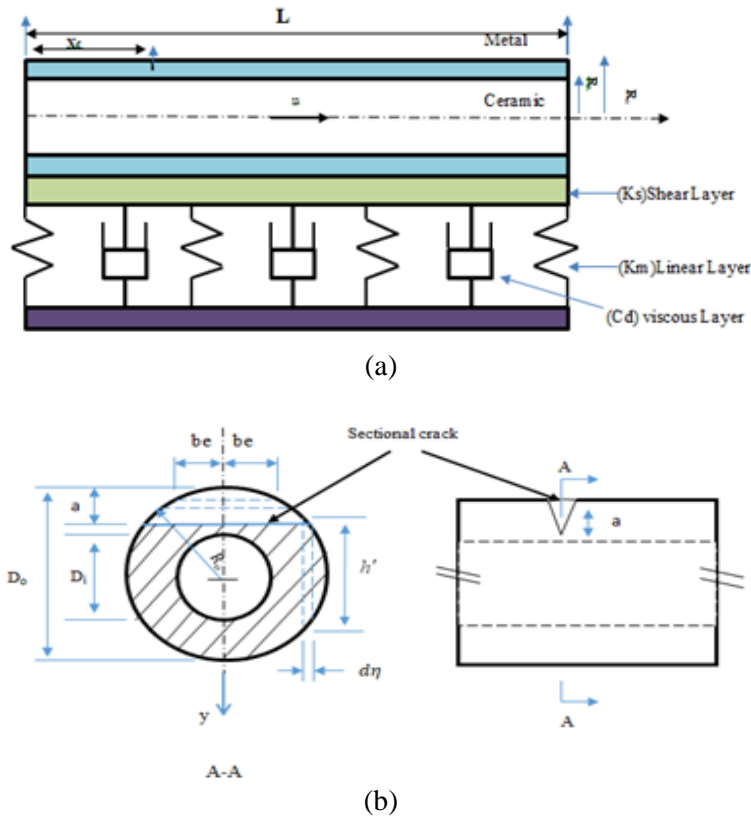 L
Xc
Metal
Ceramic
u
(Ks)Shear Layer
(Km)Linear Layer
(Cd) viscous Layer
(a)
be be
Sectional crack
A
a
a
Do
Di
h'
dη
y
A
A-A
(b)